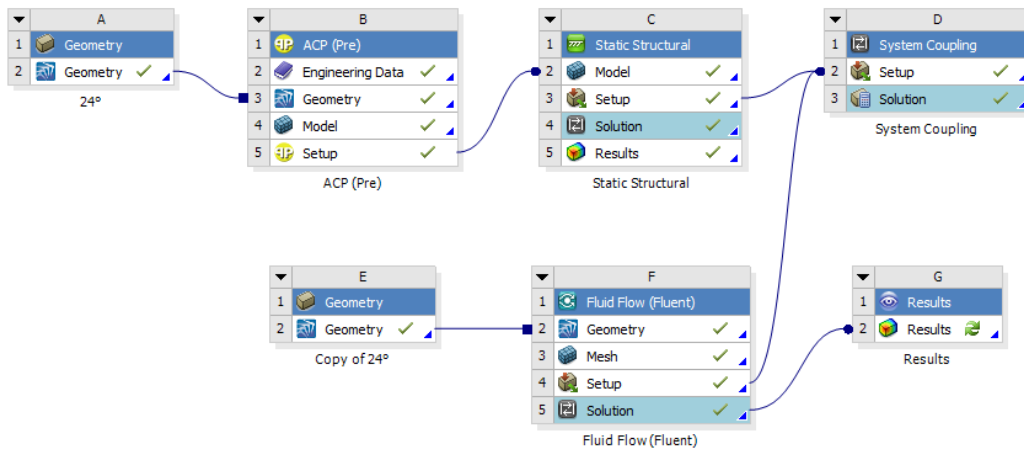 A
1 Geometry
2 Geometry
24°
B
1 ACP (Pre)
2 Engineering Data
3 Geometry
4 Model
5 Setup
ACP (Pre)
C
1 Static Structural
2 Model
3 Setup
4 Solution
5 Results
Static Structural
D
1 System Coupling
2 Setup
3 Solution
System Coupling
E
1 Geometry
2 Geometry
Copy of 24°
F
1 Fluid Flow (Fluent)
2 Geometry
3 Mesh
4 Setup
5 Solution
Fluid Flow (Fluent)
G
1 Results
2 Results
Results